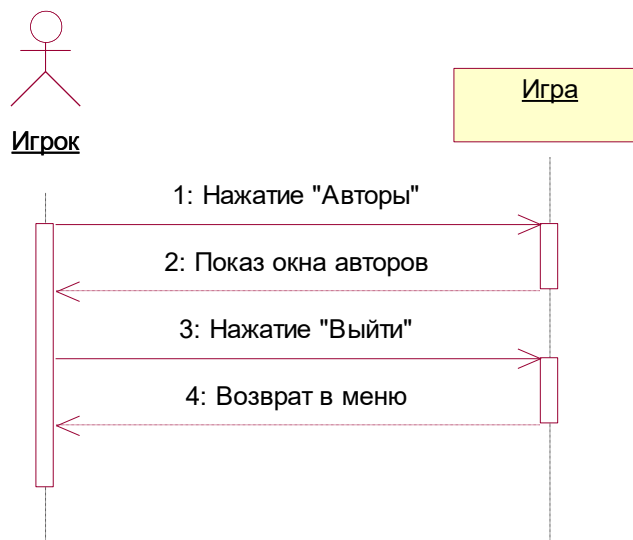 Игра
Игрок
1: Нажатие "Авторы"
2: Показ окна авторов
3: Нажатие "Выйти"
4: Возврат в меню